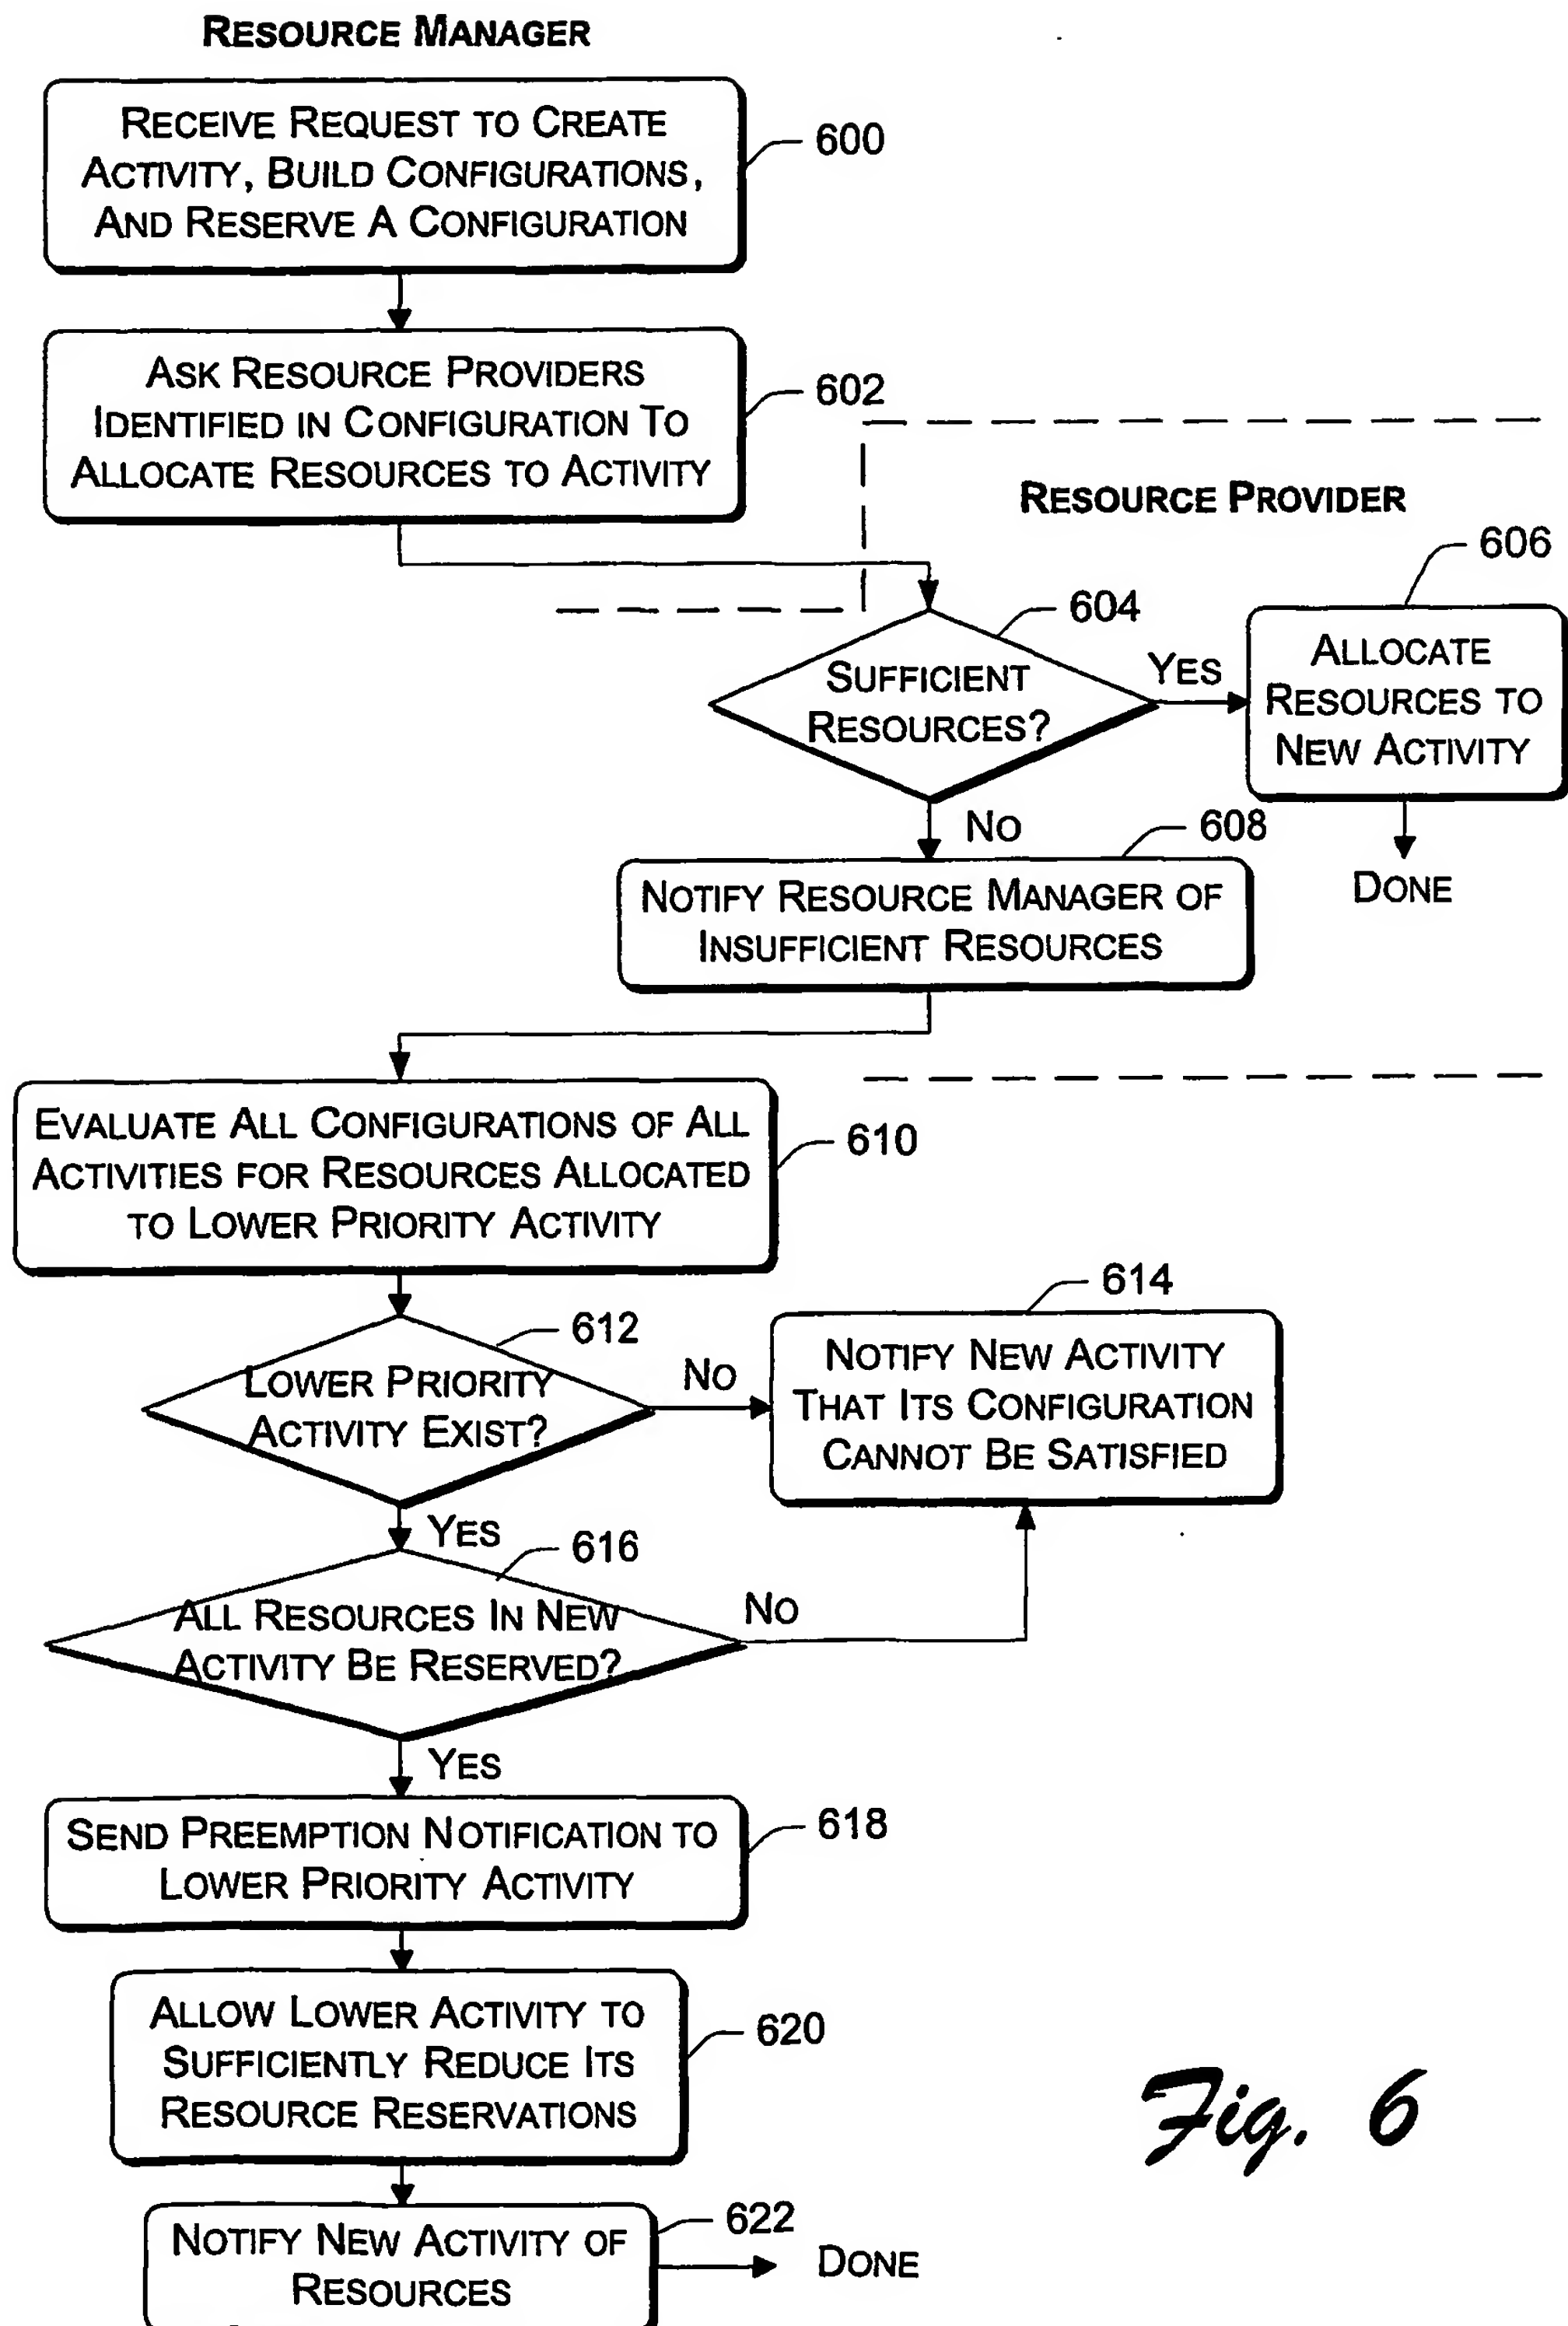 RESOURCE MANAGER
RECEIVE REQUEST TO CREATE
ACTIVITY, BUILD CONFIGURATIONS,
AND RESERVE A CONFIGURATION
600
ASK RESOURCE PROVIDERS
IDENTIFIED IN CONFIGURATION TO
ALLOCATE RESOURCES TO ACTIVITY
602
RESOURCE PROVIDER
606
604
SUFFICIENT
RESOURCES?
YES
ALLOCATE
RESOURCES TO
NEW ACTIVITY
NO
608
DONE
NOTIFY RESOURCE MANAGER OF
INSUFFICIENT RESOURCES
EVALUATE ALL CONFIGURATIONS OF ALL
ACTIVITIES FOR RESOURCES ALLOCATED
TO LOWER PRIORITY ACTIVITY
610
614
612
LOWER PRIORITY
ACTIVITY EXIST?
NO
NOTIFY NEW ACTIVITY
THAT ITS CONFIGURATION
CANNOT BE SATISFIED
YES
616
ALL RESOURCES IN NEW
ACTIVITY BE RESERVED?
NO
YES
SEND PREEMPTION NOTIFICATION TO
LOWER PRIORITY ACTIVITY
618
ALLOW LOWER ACTIVITY TO
SUFFICIENTLY REDUCE ITS
RESOURCE RESERVATIONS
620
Fig. 6
NOTIFY NEW ACTIVITY OF
RESOURCES
622
DONE